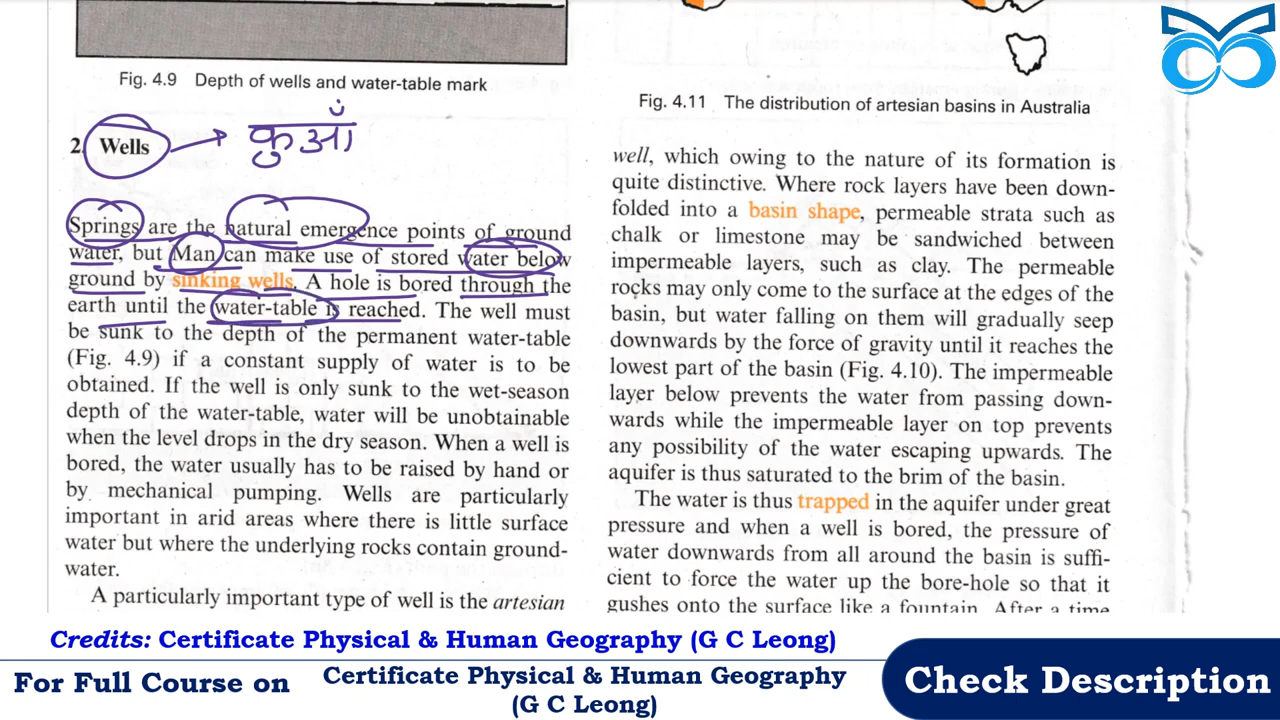 Fig. 4.9 Depth of wells and water-table mark
2. Wells
कुआँ
Springs are the natural emergence points of ground
water, but Man can make use of stored water below
ground by sinking wells. A hole is bored through the
earth until the water-table is reached. The well must
be sunk to the depth of the permanent water-table
(Fig. 4.9) if a constant supply of water is to be
obtained. If the well is only sunk to the wet-season
depth of the water-table, water will be unobtainable
when the level drops in the dry season. When a well is
bored, the water usually has to be raised by hand or
by mechanical pumping. Wells are particularly
important in arid areas where there is little surface
water but where the underlying rocks contain ground-
water.
A particularly important type of well is the artesian
Fig. 4.11 The distribution of artesian basins in Australia
well, which owing to the nature of its formation is
quite distinctive. Where rock layers have been down-
folded into a basin shape, permeable strata such as
chalk or limestone may be sandwiched between
impermeable layers, such as clay. The permeable
rocks may only come to the surface at the edges of the
basin, but water falling on them will gradually seep
downwards by the force of gravity until it reaches the
lowest part of the basin (Fig. 4.10). The impermeable
layer below prevents the water from passing down-
wards while the impermeable layer on top prevents
any possibility of the water escaping upwards. The
aquifer is thus saturated to the brim of the basin.
The water is thus trapped in the aquifer under great
pressure and when a well is bored, the pressure of
water downwards from all around the basin is suffi-
cient to force the water up the bore-hole so that it
gushes onto the surface like a fountain. After a time
Credits: Certificate Physical & Human Geography (G C Leong)
For Full Course on
Certificate Physical & Human Geography
(G C Leong)
Check Description